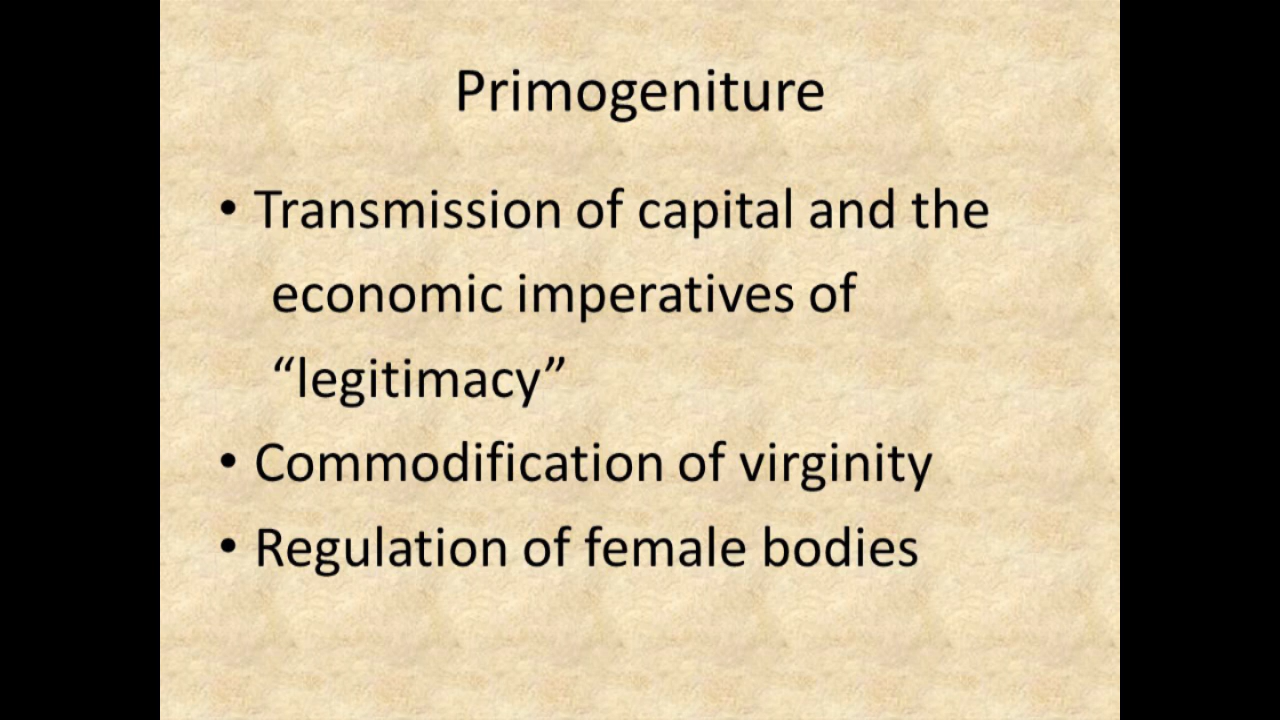 Primogeniture
• Transmission of capital and the
economic imperatives of
“legitimacy”
• Commodification of virginity
• Regulation of female bodies